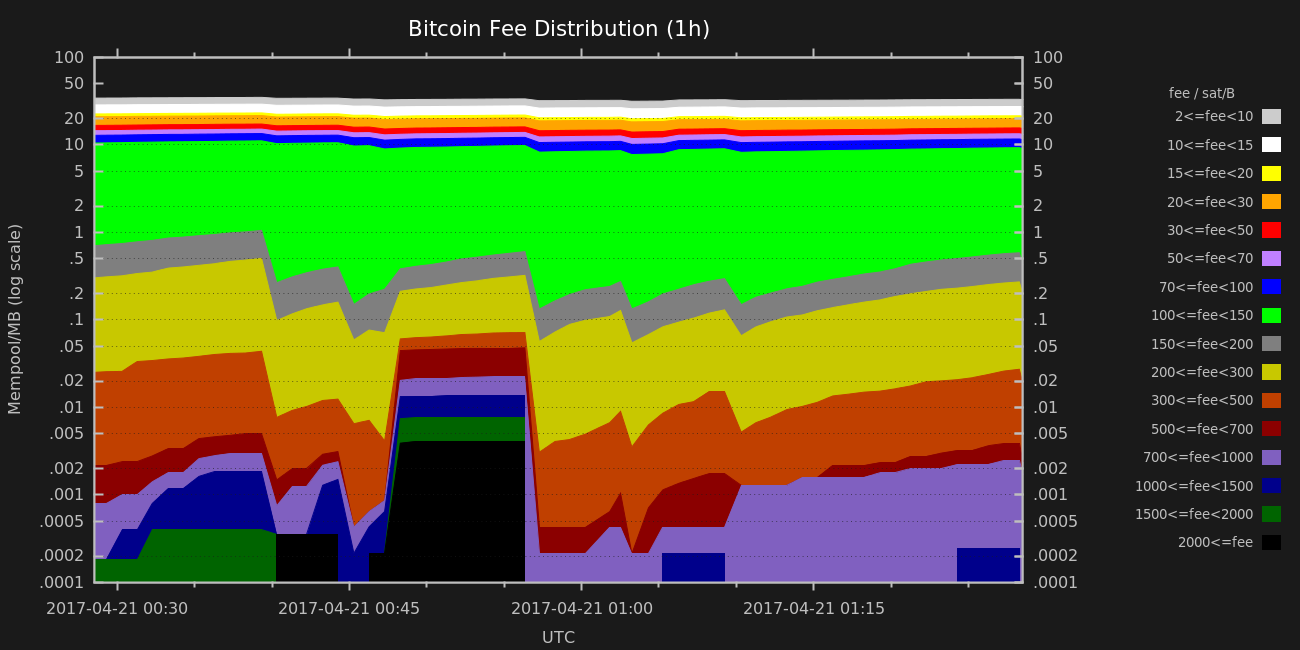 Bitcoin Fee Distribution (1h)
100
50
20
10
5
2
1
.5
.2
.1
.05
.02
.01
.005
.002
.001
.0005
.0002
.0001
Mempool/MB (log scale)
100
50
20
10
5
2
1
.5
.2
.1
.05
.02
.01
.005
.002
.001
.0005
.0002
.0001
2017-04-21 00:30
2017-04-21 00:45
2017-04-21 01:00
2017-04-21 01:15
UTC
fee / sat/B
2<=fee<10
10<=fee<15
15<=fee<20
20<=fee<30
30<=fee<50
50<=fee<70
70<=fee<100
100<=fee<150
150<=fee<200
200<=fee<300
300<=fee<500
500<=fee<700
700<=fee<1000
1000<=fee<1500
1500<=fee<2000
2000<=fee